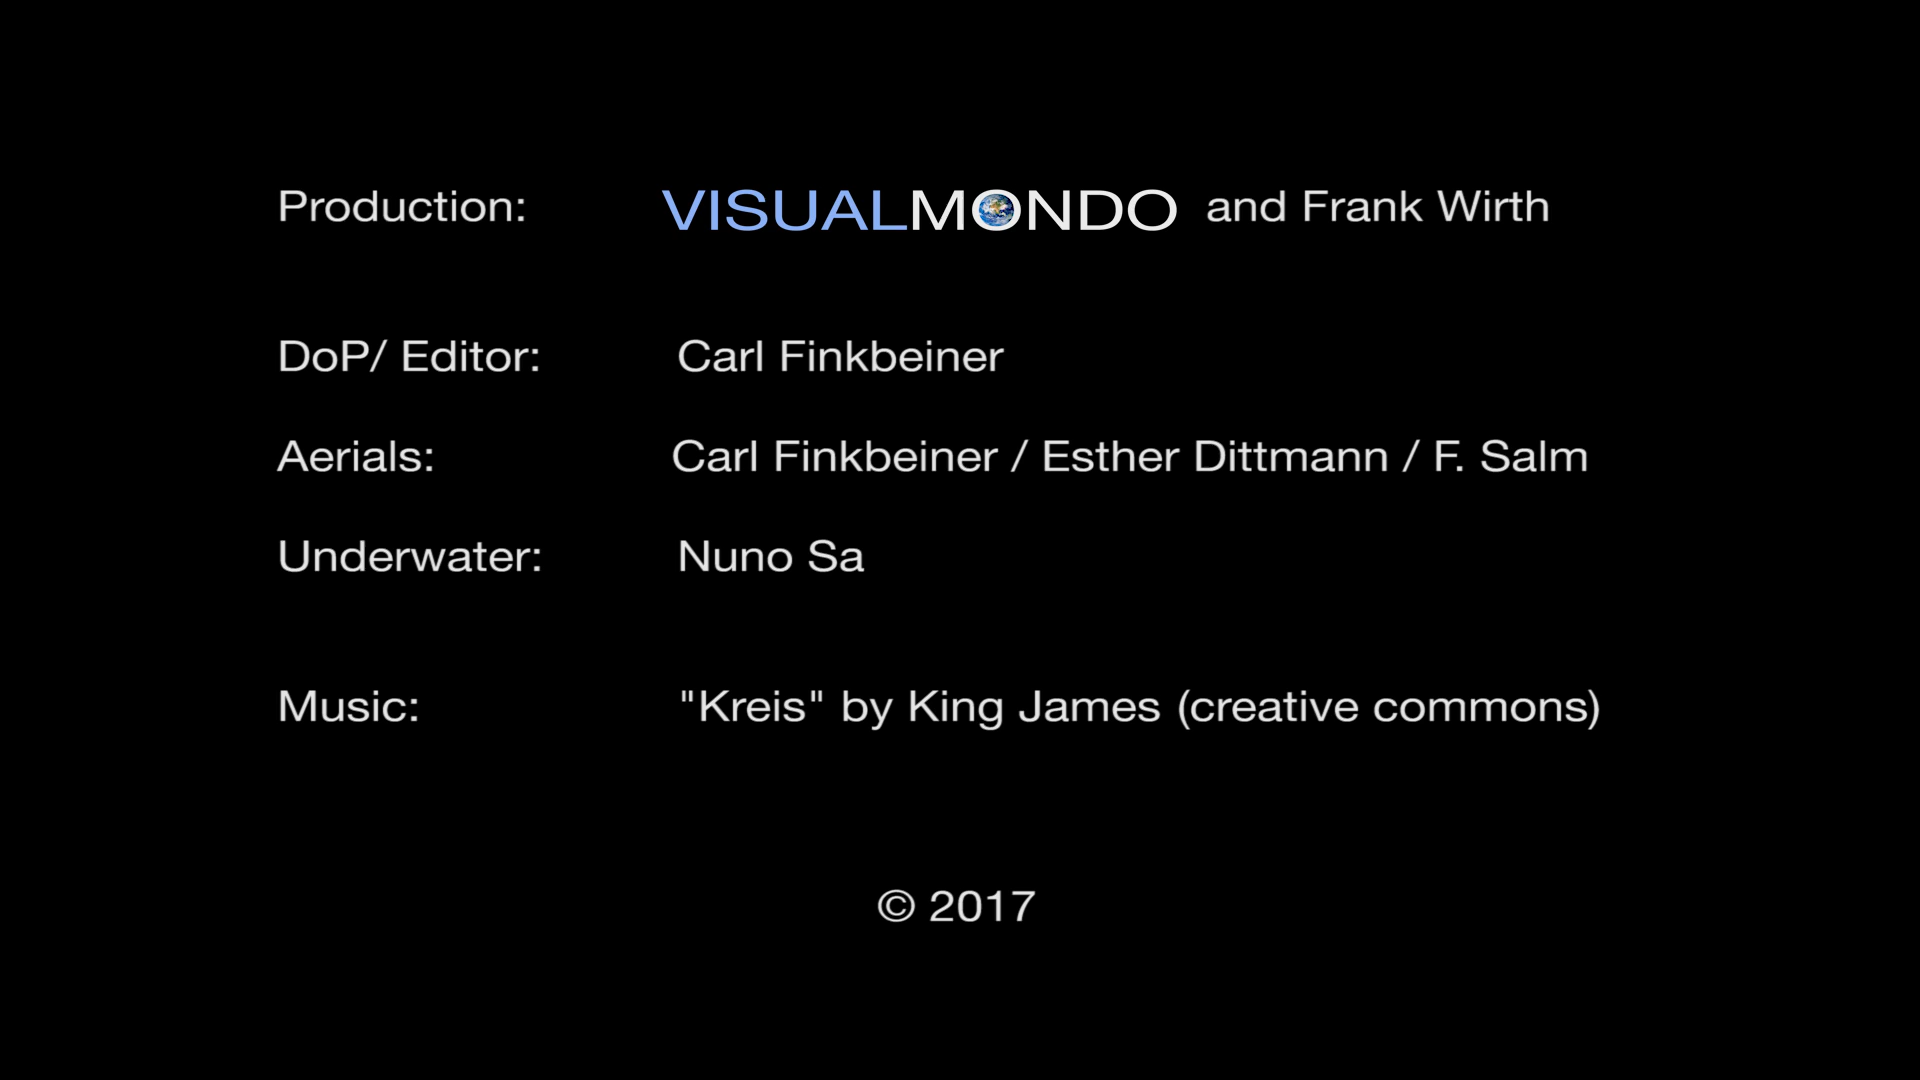 Production: VISUALMONDO and Frank Wirth
DoP/ Editor: Carl Finkbeiner
Aerials: Carl Finkbeiner / Esther Dittmann / F. Salm
Underwater: Nuno Sa
Music: "Kreis" by King James (creative commons)
© 2017